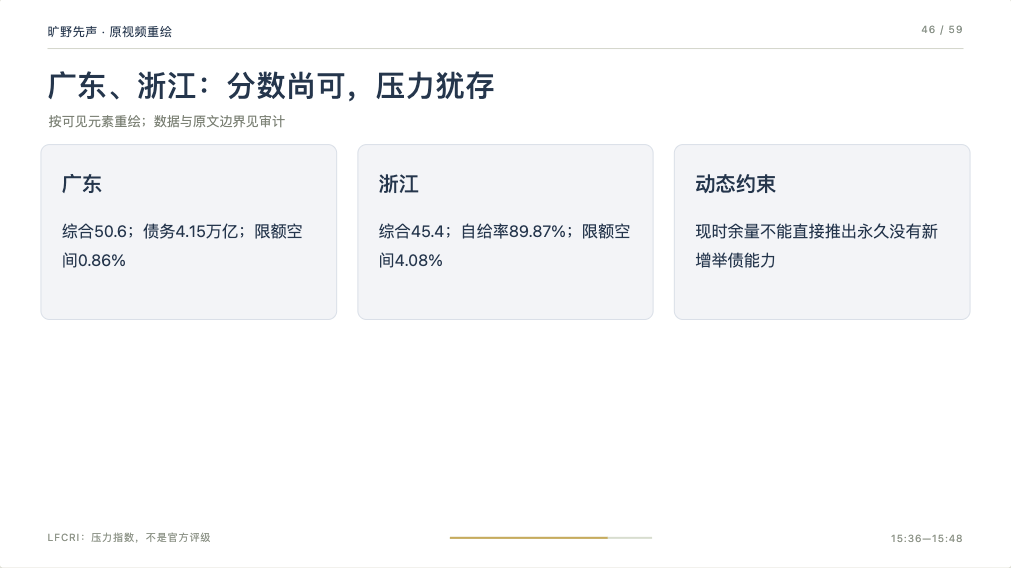 旷野先声 · 原视频重绘
46 / 59
广东、浙江：分数尚可，压力犹存
按可见元素重绘；数据与原文边界见审计
广东
综合50.6；债务4.15万亿；限额空
间0.86%
浙江
综合45.4；自给率89.87%；限额空
间4.08%
动态约束
现时余量不能直接推出永久没有新
增举债能力
LFCRI：压力指数，不是官方评级
15:36—15:48